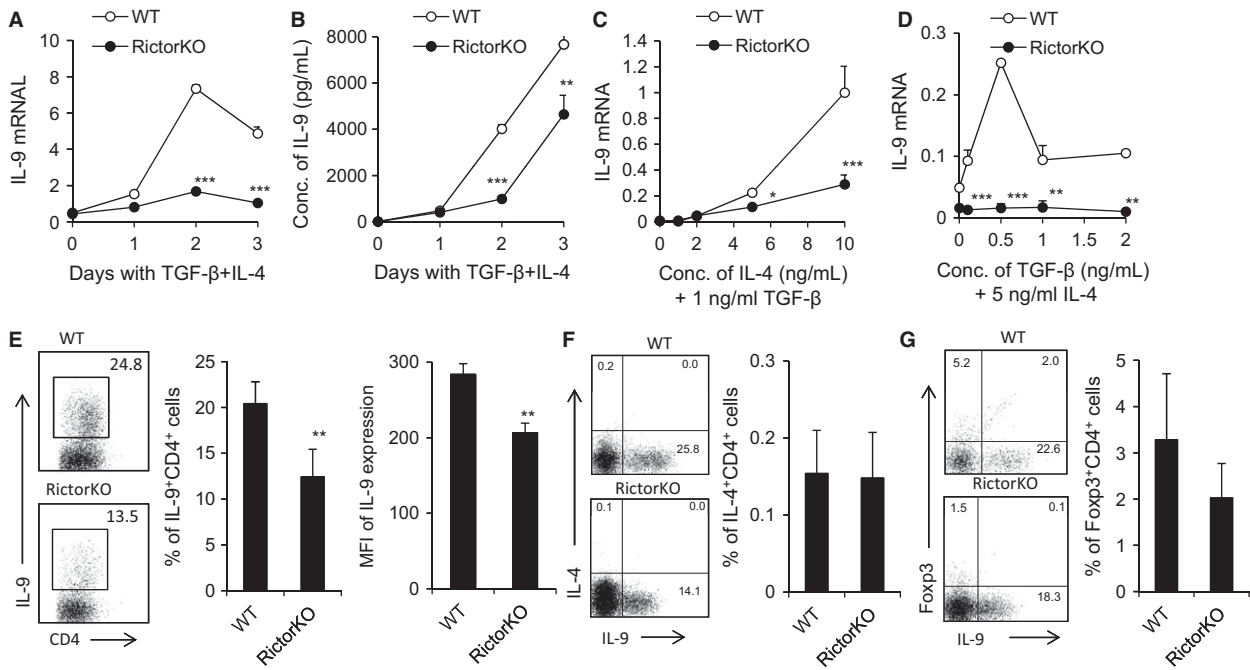 A
WT
RictorKO
IL-9 mRNAL
10
8
6
4
2
0
***
***
0 1 2 3
Days with TGF-β+IL-4
B
WT
RictorKO
Conc. of IL-9 (pg/mL)
8000
6000
4000
2000
0
**
***
0 1 2 3
Days with TGF-β+IL-4
C
WT
RictorKO
IL-9 mRNA
1.4
1.2
1
0.8
0.6
0.4
0.2
0
***
*
0 2 4 6 8 10
Conc. of IL-4 (ng/mL)
+ 1 ng/ml TGF-β
D
WT
RictorKO
IL-9 mRNA
0.3
0.2
0.1
0
*** *** ** **
0 0.5 1 1.5 2
Conc. of TGF-β (ng/mL)
+ 5 ng/ml IL-4
E
WT
24.8
RictorKO
13.5
IL-9
CD4
% of IL-9+CD4+ cells
25
20
15
10
5
0
**
WT RictorKO
MFI of IL-9 expression
300
200
100
0
**
WT RictorKO
F
WT
0.2 0.0
25.8
RictorKO
0.1 0.0
14.1
IL-4
IL-9
% of IL-4+CD4+ cells
0.3
0.2
0.1
0
WT RictorKO
G
WT
5.2 2.0
22.6
RictorKO
1.5 0.1
18.3
Foxp3
IL-9
% of Foxp3+CD4+ cells
5
4
3
2
1
0
WT RictorKO